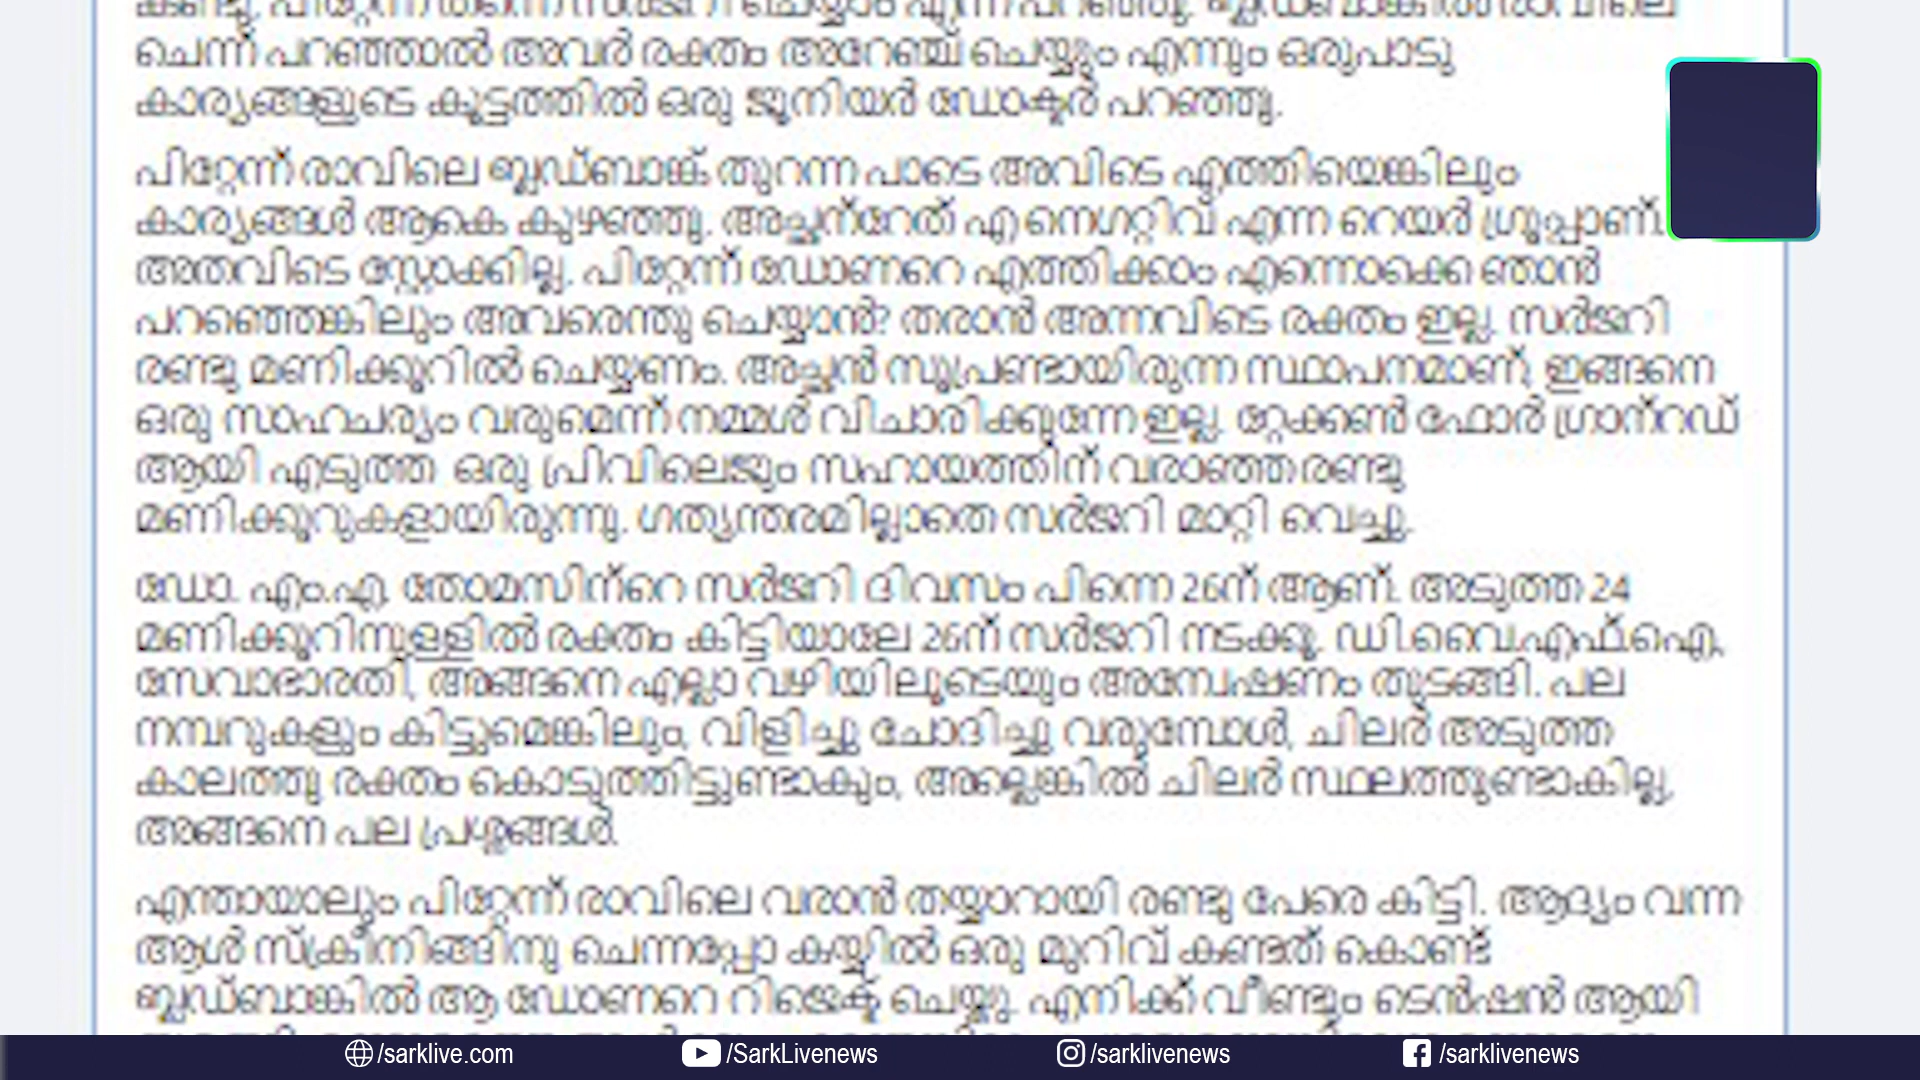 ചെന്ന് പറഞ്ഞാൽ അവർ രക്തം അറേഞ്ച് ചെയ്യും എന്നും ഒരുപാടു
കാര്യങ്ങളുടെ കൂട്ടത്തിൽ ഒരു ജൂനിയർ ഡോക്ടർ പറഞ്ഞു.
പിറ്റേന്ന് രാവിലെ ബ്ലഡ്ബാങ്ക് തുറന്ന പാടെ അവിടെ എത്തിയെങ്കിലും
കാര്യങ്ങൾ ആകെ കുഴഞ്ഞു. അച്ഛന്റേത് എ നെഗറ്റിവ് എന്ന റെയർ ഗ്രൂപ്പാണ്.
അതവിടെ സ്റ്റോക്കില്ല. പിറ്റേന്ന് ഡോണറെ എത്തിക്കാം എന്നൊക്കെ ഞാൻ
പറഞ്ഞെങ്കിലും അവരെന്തു ചെയ്യാൻ? തരാൻ അന്നവിടെ രക്തം ഇല്ല. സർജറി
രണ്ടു മണിക്കൂറിൽ ചെയ്യണം. അച്ഛൻ സൂപ്രണ്ടായിരുന്ന സ്ഥാപനമാണ്, ഇങ്ങനെ
ഒരു സാഹചര്യം വരുമെന്ന് നമ്മൾ വിചാരിക്കുന്നേ ഇല്ല. റ്റേക്കൺ ഫോർ ഗ്രാന്റഡ്
ആയി എടുത്ത ഒരു പ്രിവിലെജും സഹായത്തിന് വരാഞ്ഞ രണ്ടു
മണിക്കൂറുകളായിരുന്നു. ഗത്യന്തരമില്ലാതെ സർജറി മാറ്റി വെച്ചു.
ഡോ. എം.എ. തോമസിന്റെ സർജറി ദിവസം പിന്നെ 26ന് ആണ്. അടുത്ത 24
മണിക്കൂറിനുള്ളിൽ രക്തം കിട്ടിയാലേ 26ന് സർജറി നടക്കൂ. ഡി.വൈ.എഫ്.ഐ,
സേവാഭാരതി, അങ്ങനെ എല്ലാ വഴിയിലൂടെയും അന്വേഷണം തുടങ്ങി. പല
നമ്പറുകളും കിട്ടുമെങ്കിലും, വിളിച്ചു ചോദിച്ചു വരുമ്പോൾ, ചിലർ അടുത്ത
കാലത്തു രക്തം കൊടുത്തിട്ടുണ്ടാകും, അല്ലെങ്കിൽ ചിലർ സ്ഥലത്തുണ്ടാകില്ല,
അങ്ങനെ പല പ്രശ്നങ്ങൾ.
എന്തായാലും പിറ്റേന്ന് രാവിലെ വരാൻ തയ്യാറായി രണ്ടു പേരെ കിട്ടി. ആദ്യം വന്ന
ആൾ സ്ക്രീനിങ്ങിനു ചെന്നപ്പോ കയ്യിൽ ഒരു മുറിവ് കണ്ടത് കൊണ്ട്
ബ്ലഡ്ബാങ്കിൽ ആ ഡോണറെ റിജെക്ട് ചെയ്തു. എനിക്ക് വീണ്ടും ടെൻഷൻ ആയി
/sarklive.com /SarkLivenews /sarklivenews /sarklivenews